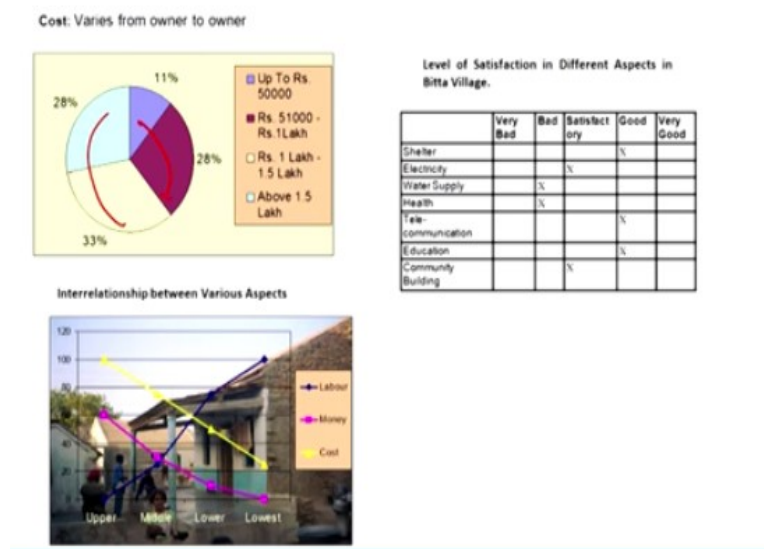 Cost: Varies from owner to owner
11%
28%
28%
33%
Up To Rs.
50000
Rs. 51000 -
Rs.1Lakh
Rs. 1 Lakh -
1.5 Lakh
Above 1.5
Lakh
Level of Satisfaction in Different Aspects in
Bitta Village.
Very Bad Satisfact Good Very
Bad ory Good
Shelter X
Electricity X
Water Supply X
Health X
Tele-
communication X
Education X
Community X
Building
Interrelationship between Various Aspects
120
100
80
40
20
Labour
Money
Cost
Upper Middle Lower Lowest